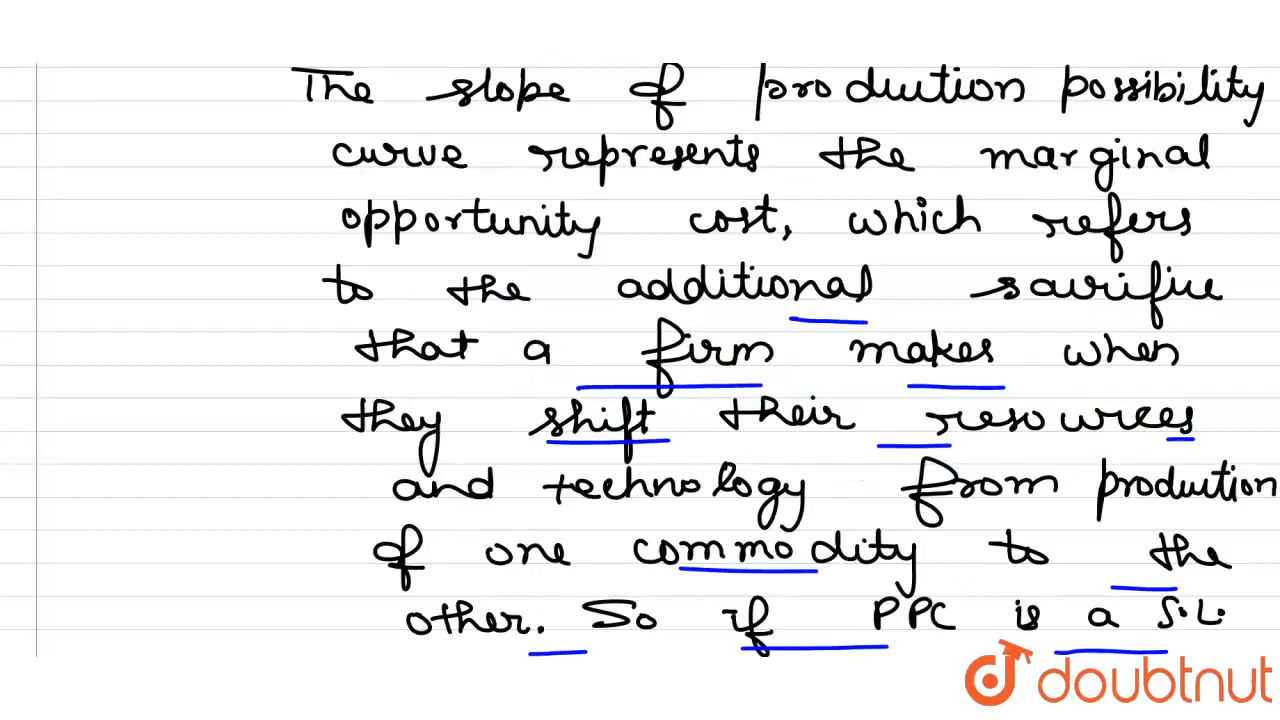 The slope of production possibility
curve represents the marginal
opportunity cost, which refers
to the additional sacrifice
that a firm makes when
they shift their resources
and technology from production
of one commodity to the
other. So if PPC is a S.L.
doubtnut